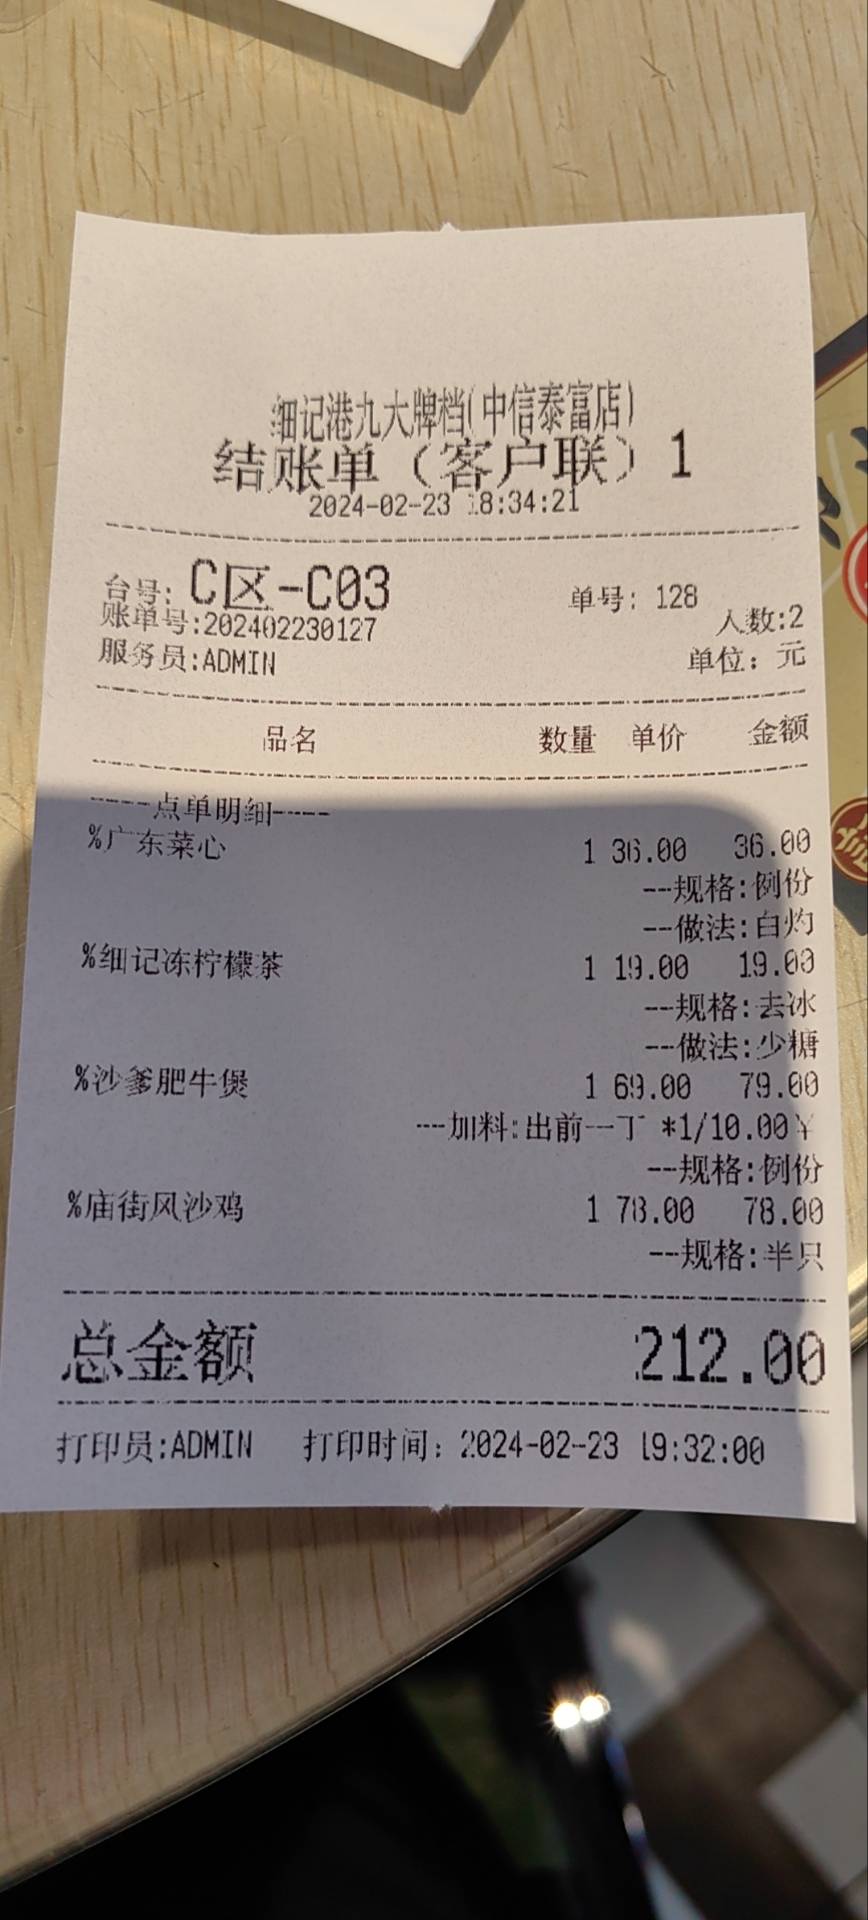 细记港九大牌档(中信泰富店)
结账单（客户联）1
2024-02-23 18:34:21
台号: C区-C03 单号: 128
账单号:202402230127 人数:2
服务员:ADMIN 单位: 元
品名 数量 单价 金额
----点单明细----
%广东菜心 1 36.00 36.00
--规格:例份
--做法:白灼
%细记冻柠檬茶 1 19.00 19.00
--规格:去冰
--做法:少糖
%沙爹肥牛煲 1 69.00 79.00
---加料:出前一丁 *1/10.00￥
--规格:例份
%庙街风沙鸡 1 78.00 78.00
--规格:半只
总金额 212.00
打印员:ADMIN 打印时间: 2024-02-23 19:32:00